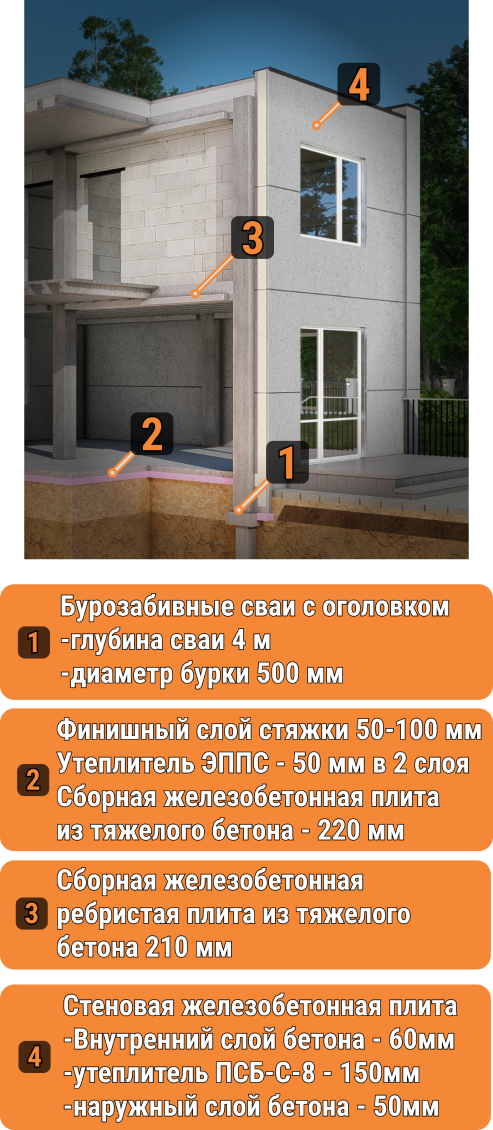 4
3
2
1
1
Бурозабивные сваи с оголовком
-глубина сваи 4 м
-диаметр бурки 500 мм
2
Финишный слой стяжки 50-100 мм
Утеплитель ЭППС - 50 мм в 2 слоя
Сборная железобетонная плита
из тяжелого бетона - 220 мм
3
Сборная железобетонная
ребристая плита из тяжелого
бетона 210 мм
4
Стеновая железобетонная плита
-Внутренний слой бетона - 60мм
-утеплитель ПСБ-С-8 - 150мм
-наружный слой бетона - 50мм